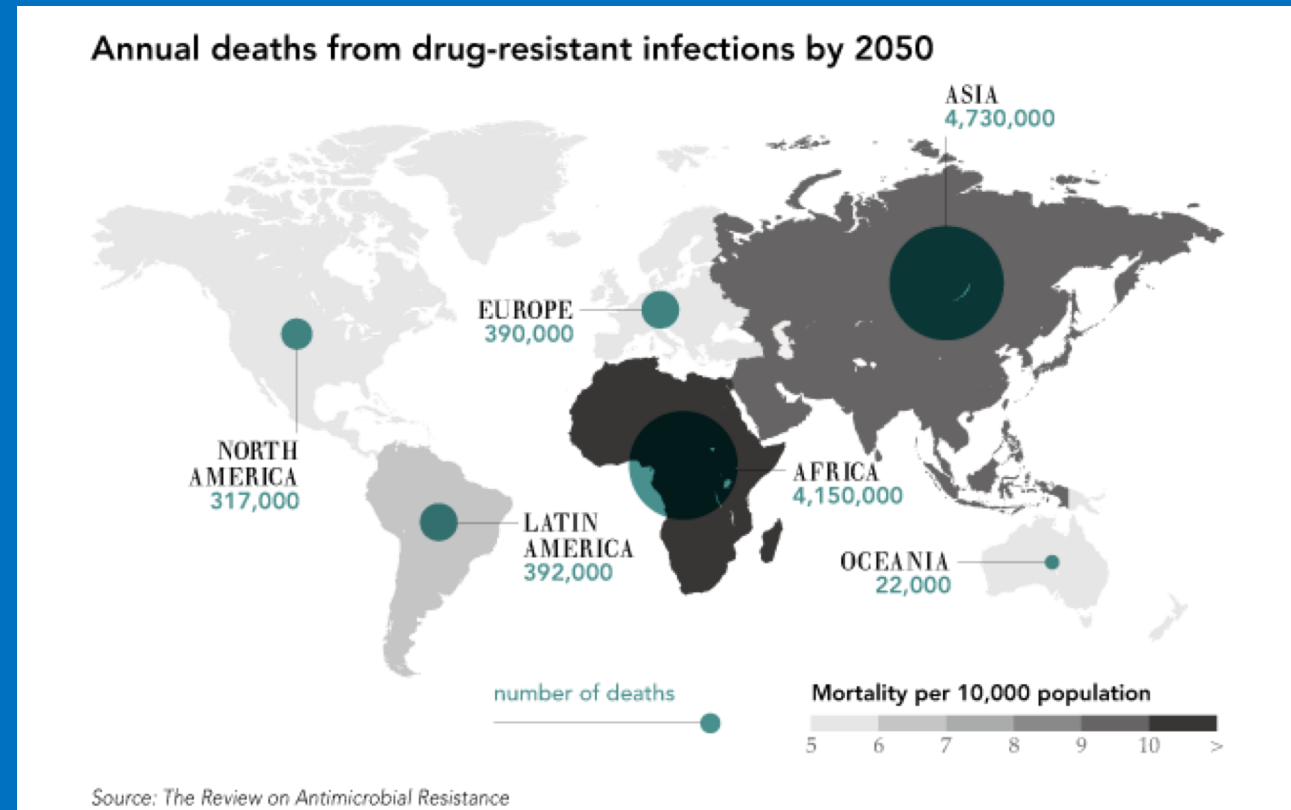 Annual deaths from drug-resistant infections by 2050
ASIA
4,730,000
EUROPE
390,000
NORTH
AMERICA
317,000
AFRICA
4,150,000
LATIN
AMERICA
392,000
OCEANIA
22,000
number of deaths
Mortality per 10,000 population
5 6 7 8 9 10 >
Source: The Review on Antimicrobial Resistance